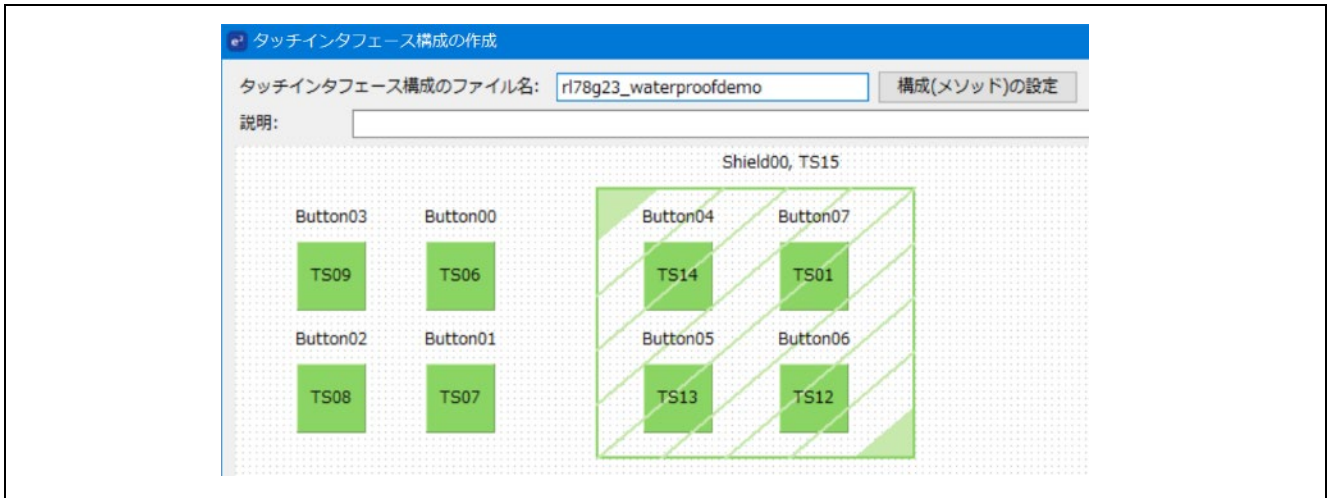 e² タッチインタフェース構成の作成
タッチインタフェース構成のファイル名: rl78g23_waterproofdemo 構成(メソッド)の設定
説明:
Shield00, TS15
Button03 Button00 Button04 Button07
TS09 TS06 TS14 TS01
Button02 Button01 Button05 Button06
TS08 TS07 TS13 TS12